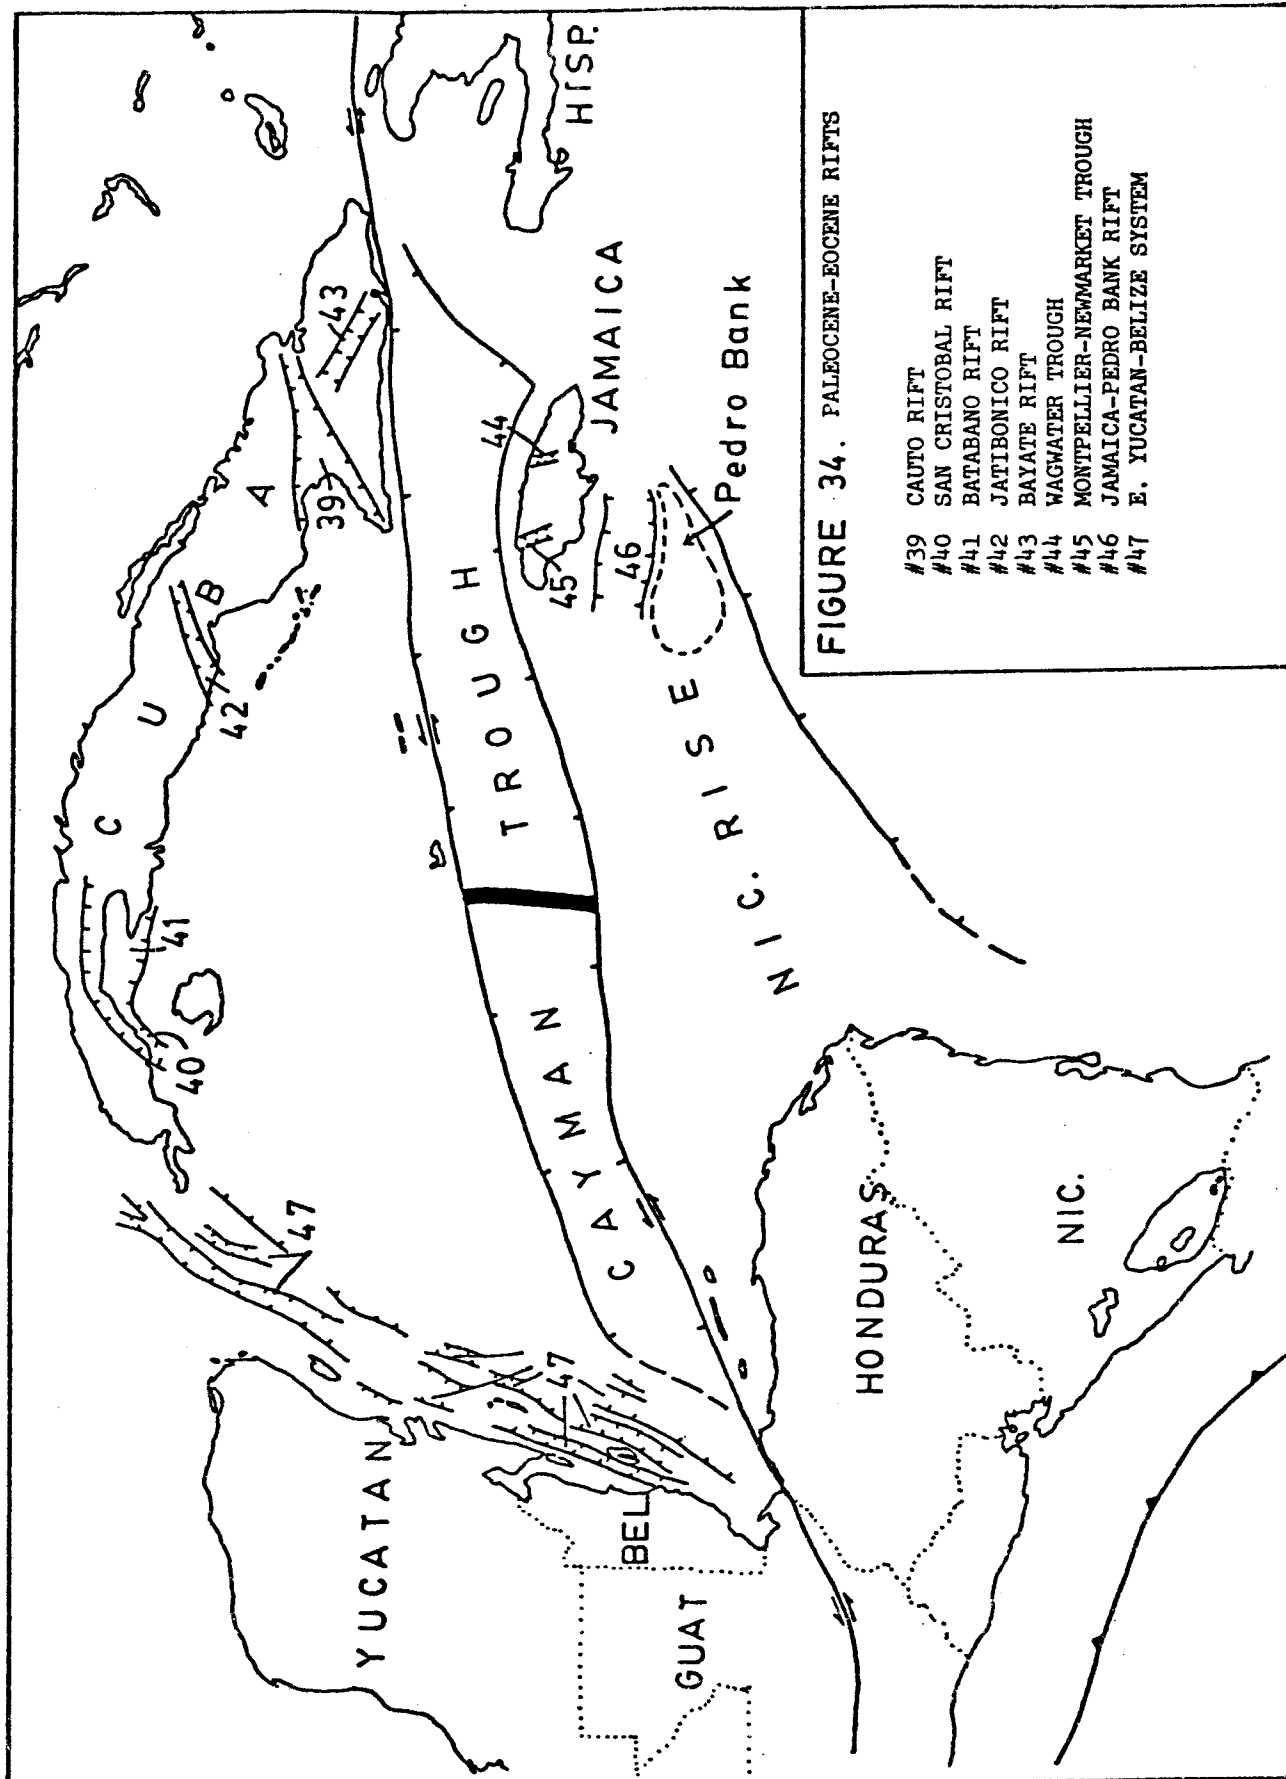 CUBA
43
39
42
41
40
47
47
YUCATAN
BEL
GUAT
HONDURAS
NIC.
CAYMAN TROUGH
NIC. RISE
HISP.
JAMAICA
44
45
46
Pedro Bank
FIGURE 34. PALEOCENE-EOCENE RIFTS
#39 CAUTO RIFT
#40 SAN CRISTOBAL RIFT
#41 BATABANO RIFT
#42 JATIBONICO RIFT
#43 BAYATE RIFT
#44 WAGWATER TROUGH
#45 MONTPELLIER-NEWMARKET TROUGH
#46 JAMAICA-PEDRO BANK RIFT
#47 E. YUCATAN-BELIZE SYSTEM